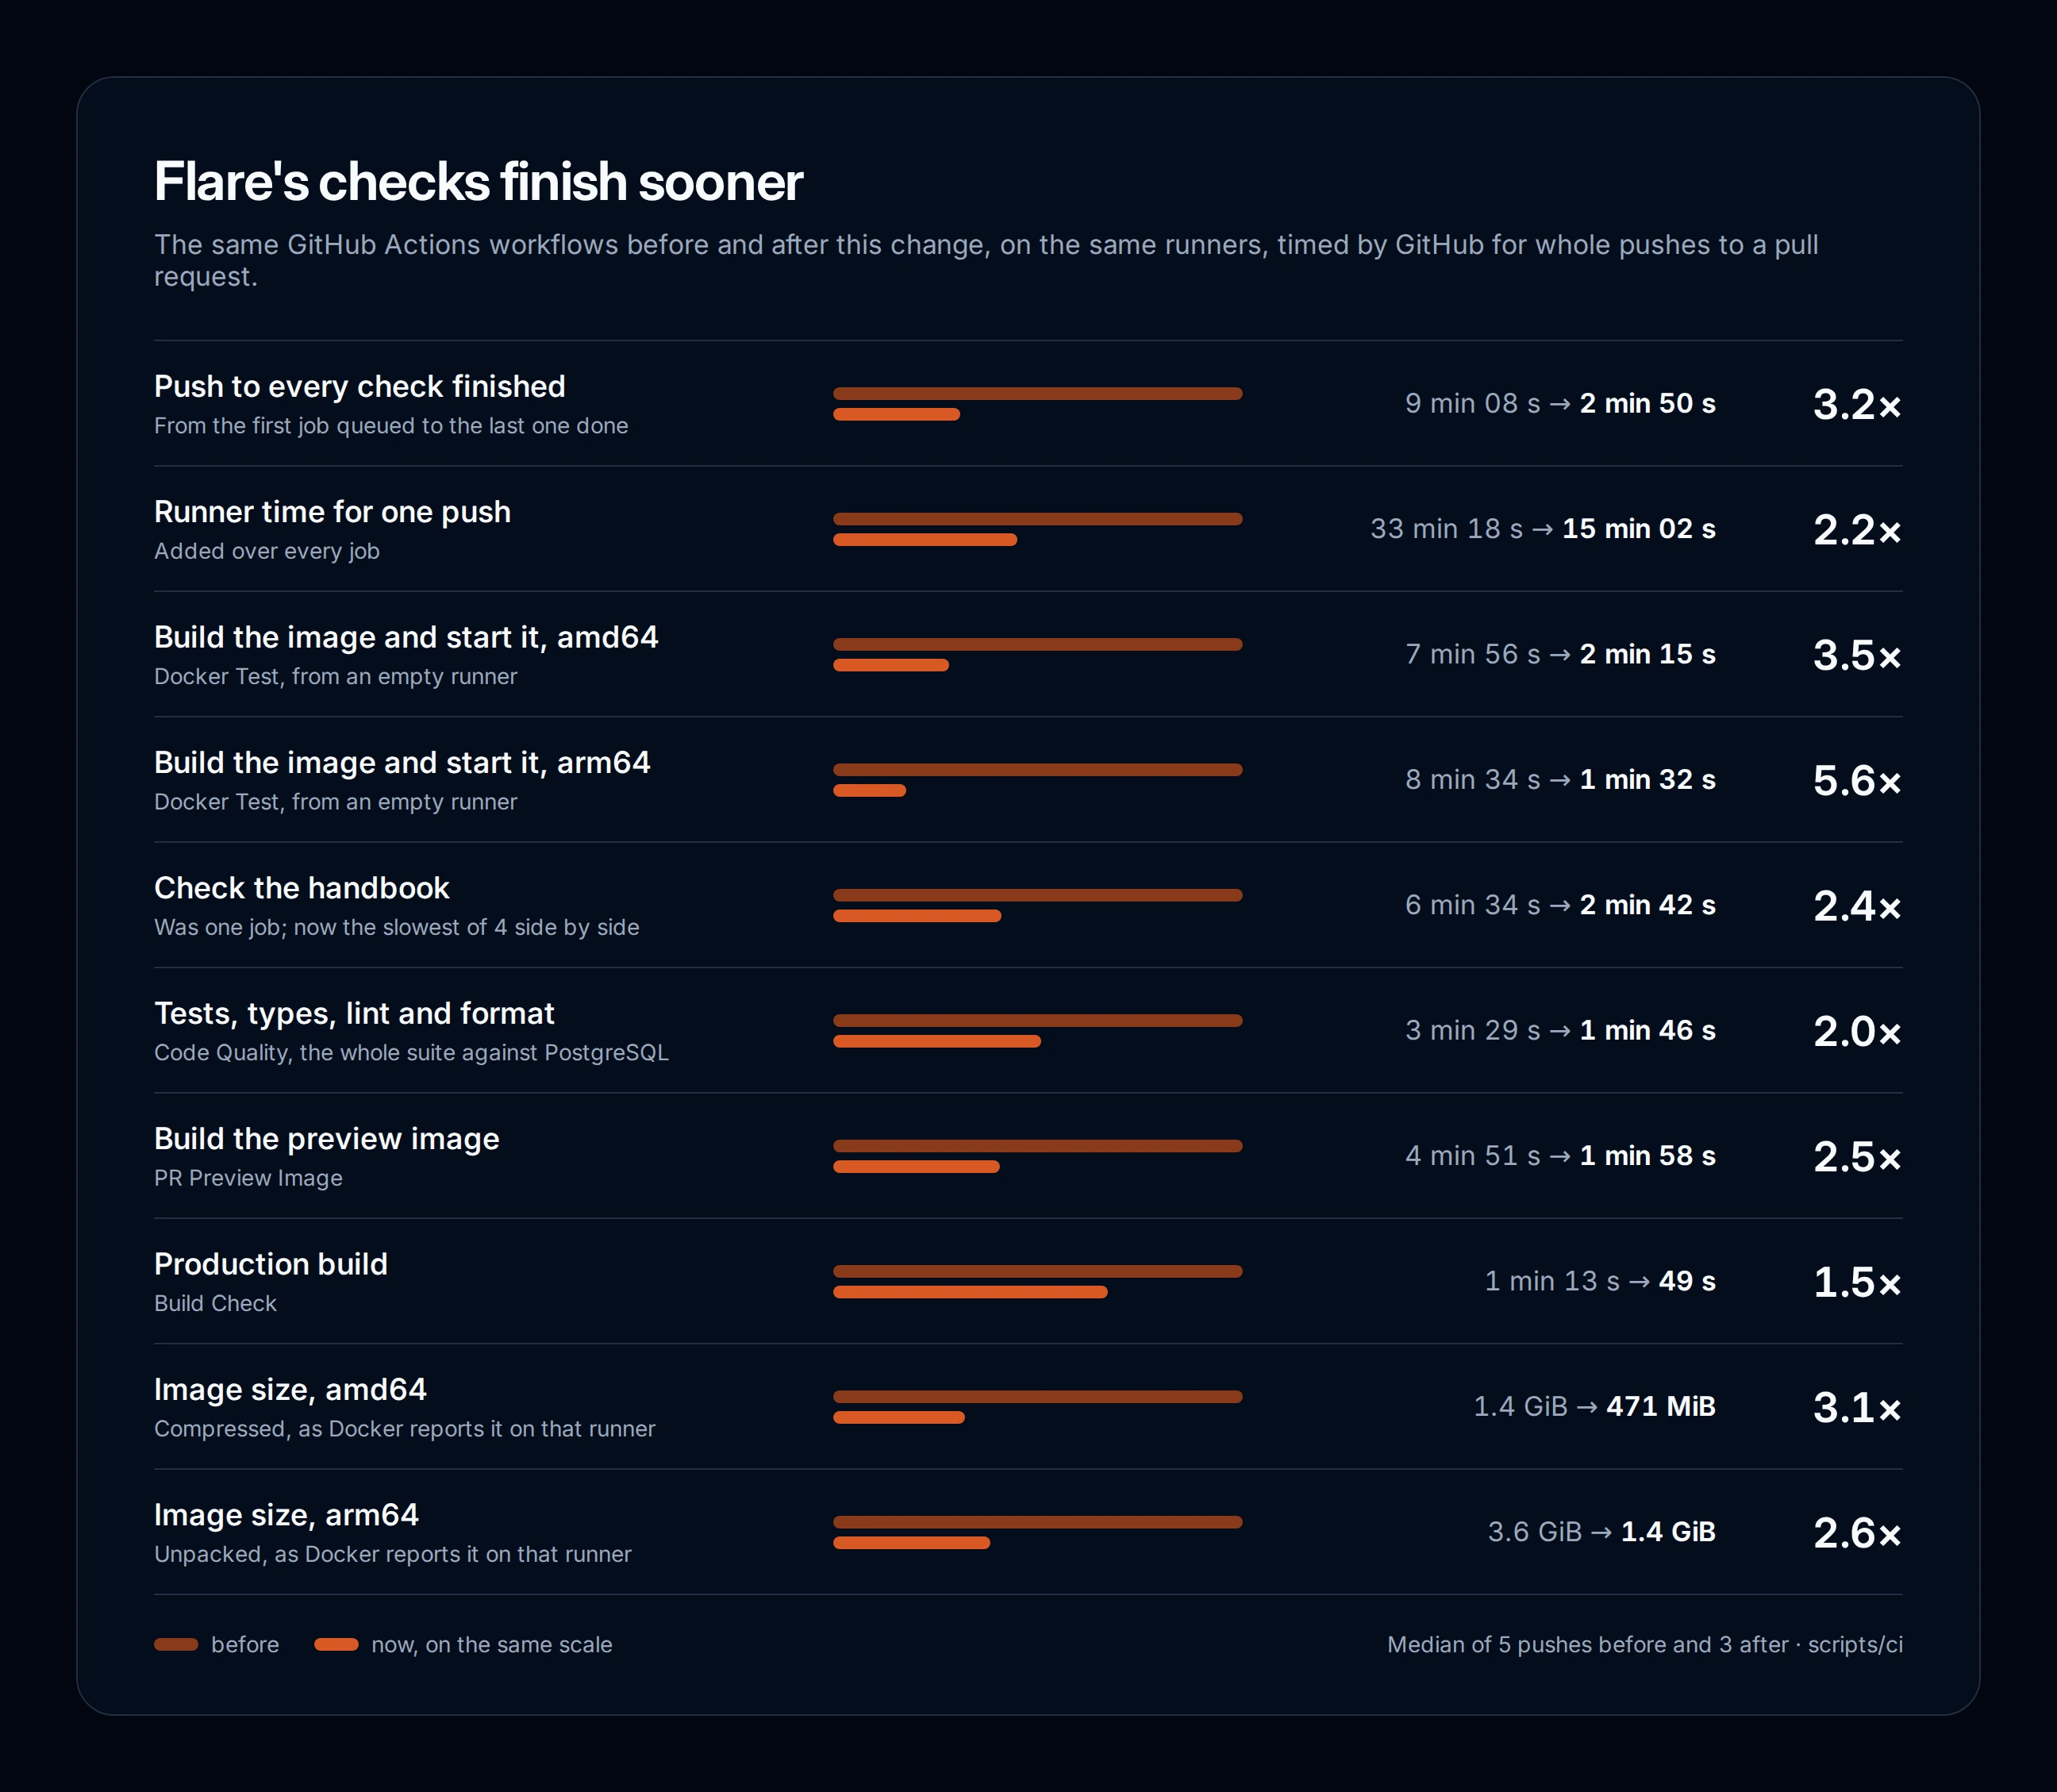 Flare's checks finish sooner
The same GitHub Actions workflows before and after this change, on the same runners, timed by GitHub for whole pushes to a pull
request.
Push to every check finished
From the first job queued to the last one done
9 min 08 s → 2 min 50 s
3.2×
Runner time for one push
Added over every job
33 min 18 s → 15 min 02 s
2.2×
Build the image and start it, amd64
Docker Test, from an empty runner
7 min 56 s → 2 min 15 s
3.5×
Build the image and start it, arm64
Docker Test, from an empty runner
8 min 34 s → 1 min 32 s
5.6×
Check the handbook
Was one job; now the slowest of 4 side by side
6 min 34 s → 2 min 42 s
2.4×
Tests, types, lint and format
Code Quality, the whole suite against PostgreSQL
3 min 29 s → 1 min 46 s
2.0×
Build the preview image
PR Preview Image
4 min 51 s → 1 min 58 s
2.5×
Production build
Build Check
1 min 13 s → 49 s
1.5×
Image size, amd64
Compressed, as Docker reports it on that runner
1.4 GiB → 471 MiB
3.1×
Image size, arm64
Unpacked, as Docker reports it on that runner
3.6 GiB → 1.4 GiB
2.6×
before
now, on the same scale
Median of 5 pushes before and 3 after · scripts/ci